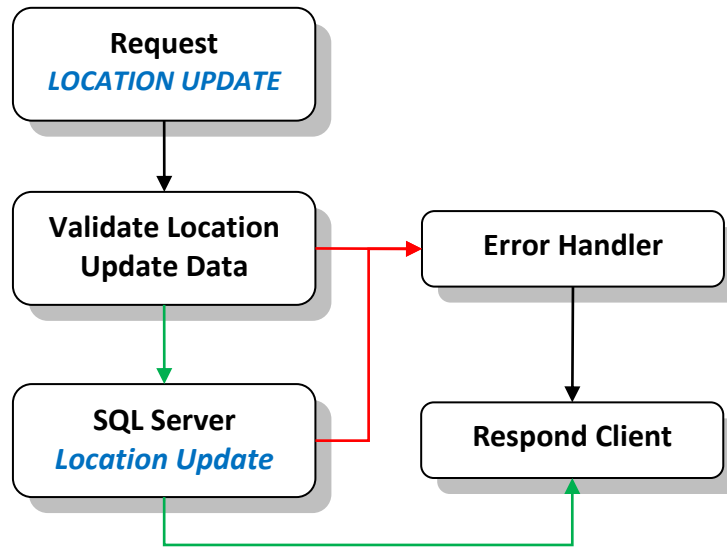 Request
LOCATION UPDATE
Validate Location
Update Data
Error Handler
SQL Server
Location Update
Respond Client